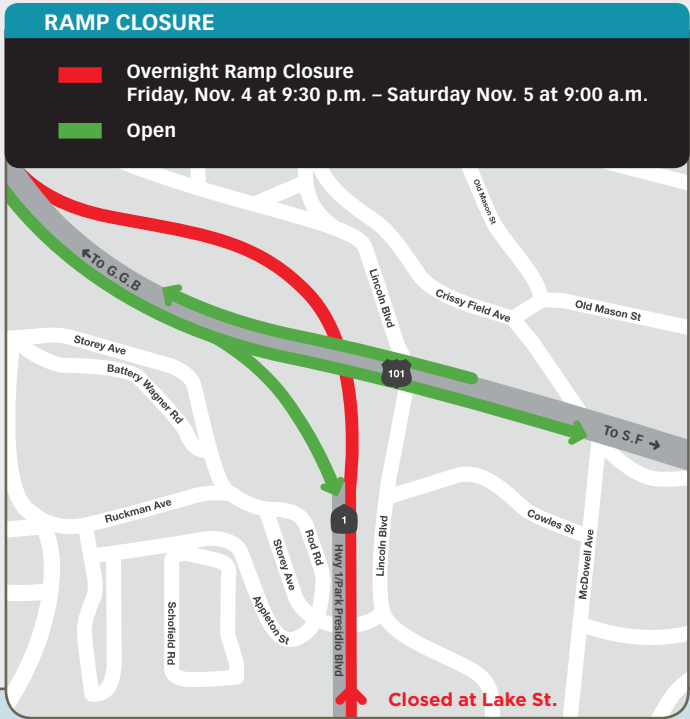 RAMP CLOSURE
Overnight Ramp Closure
Friday, Nov. 4 at 9:30 p.m. – Saturday Nov. 5 at 9:00 a.m.
Open
Old Mason St
←To G.G.B
Lincoln Blvd
Crissy Field Ave
Old Mason St
Storey Ave
Battery Wagner Rd
101
To S.F →
Ruckman Ave
1
Cowles St
Rod Rd
Storey Ave
Lincoln Blvd
McDowell Ave
Hwy 1/Park Presidio Blvd
Schofield Rd
Appleton St
Closed at Lake St.